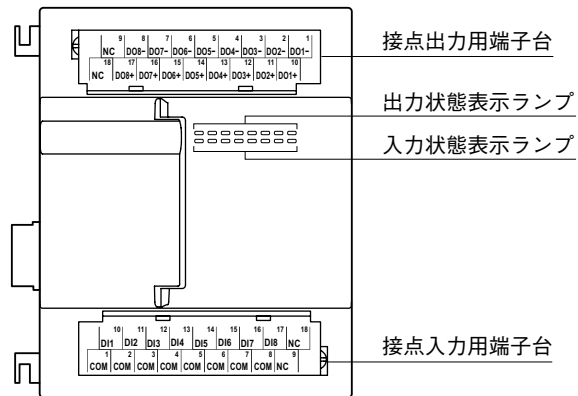 9 8 7 6 5 4 3 2 1
NC DO8- DO7- DO6- DO5- DO4- DO3- DO2- DO1-
18 17 16 15 14 13 12 11 10
NC DO8+ DO7+ DO6+ DO5+ DO4+ DO3+ DO2+ DO1+
接点出力用端子台
出力状態表示ランプ
入力状態表示ランプ
10 11 12 13 14 15 16 17 18
DI1 DI2 DI3 DI4 DI5 DI6 DI7 DI8 NC
1 2 3 4 5 6 7 8 9
COM COM COM COM COM COM COM COM NC
接点入力用端子台